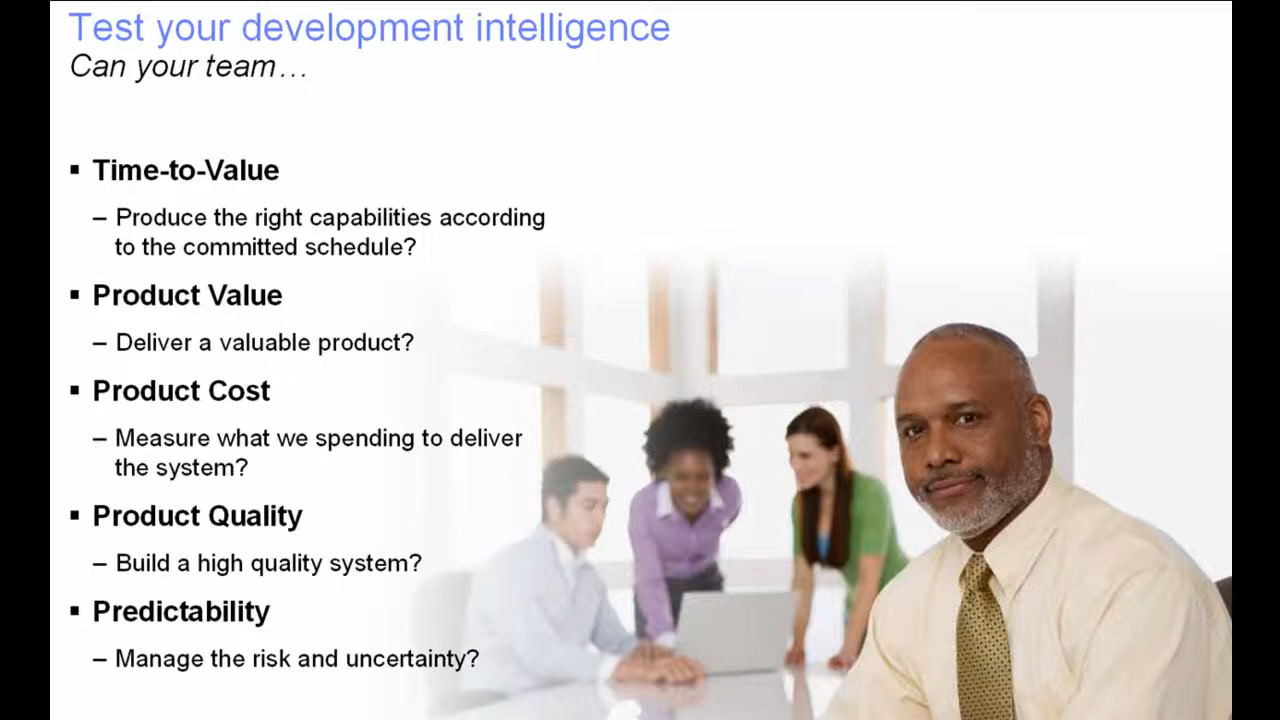 Test your development intelligence
Can your team…
▪ Time-to-Value
– Produce the right capabilities according
to the committed schedule?
▪ Product Value
– Deliver a valuable product?
▪ Product Cost
– Measure what we spending to deliver
the system?
▪ Product Quality
– Build a high quality system?
▪ Predictability
– Manage the risk and uncertainty?